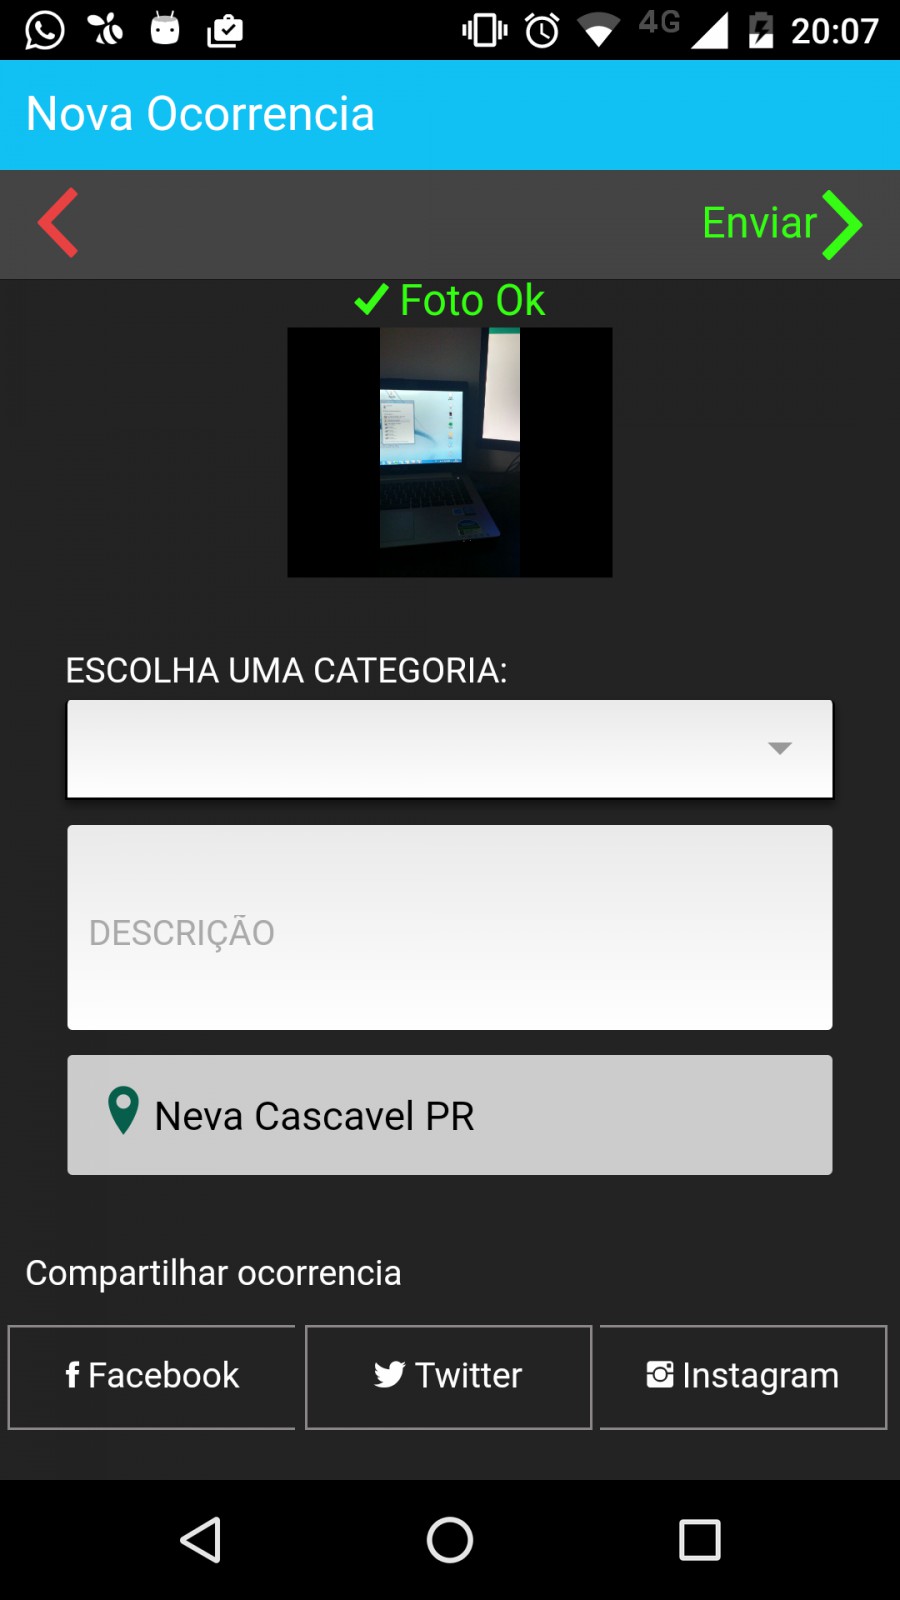 4G 20:07
Nova Ocorrencia
Enviar
Foto Ok
ESCOLHA UMA CATEGORIA:
DESCRIÇÃO
Neva Cascavel PR
Compartilhar ocorrencia
Facebook Twitter Instagram